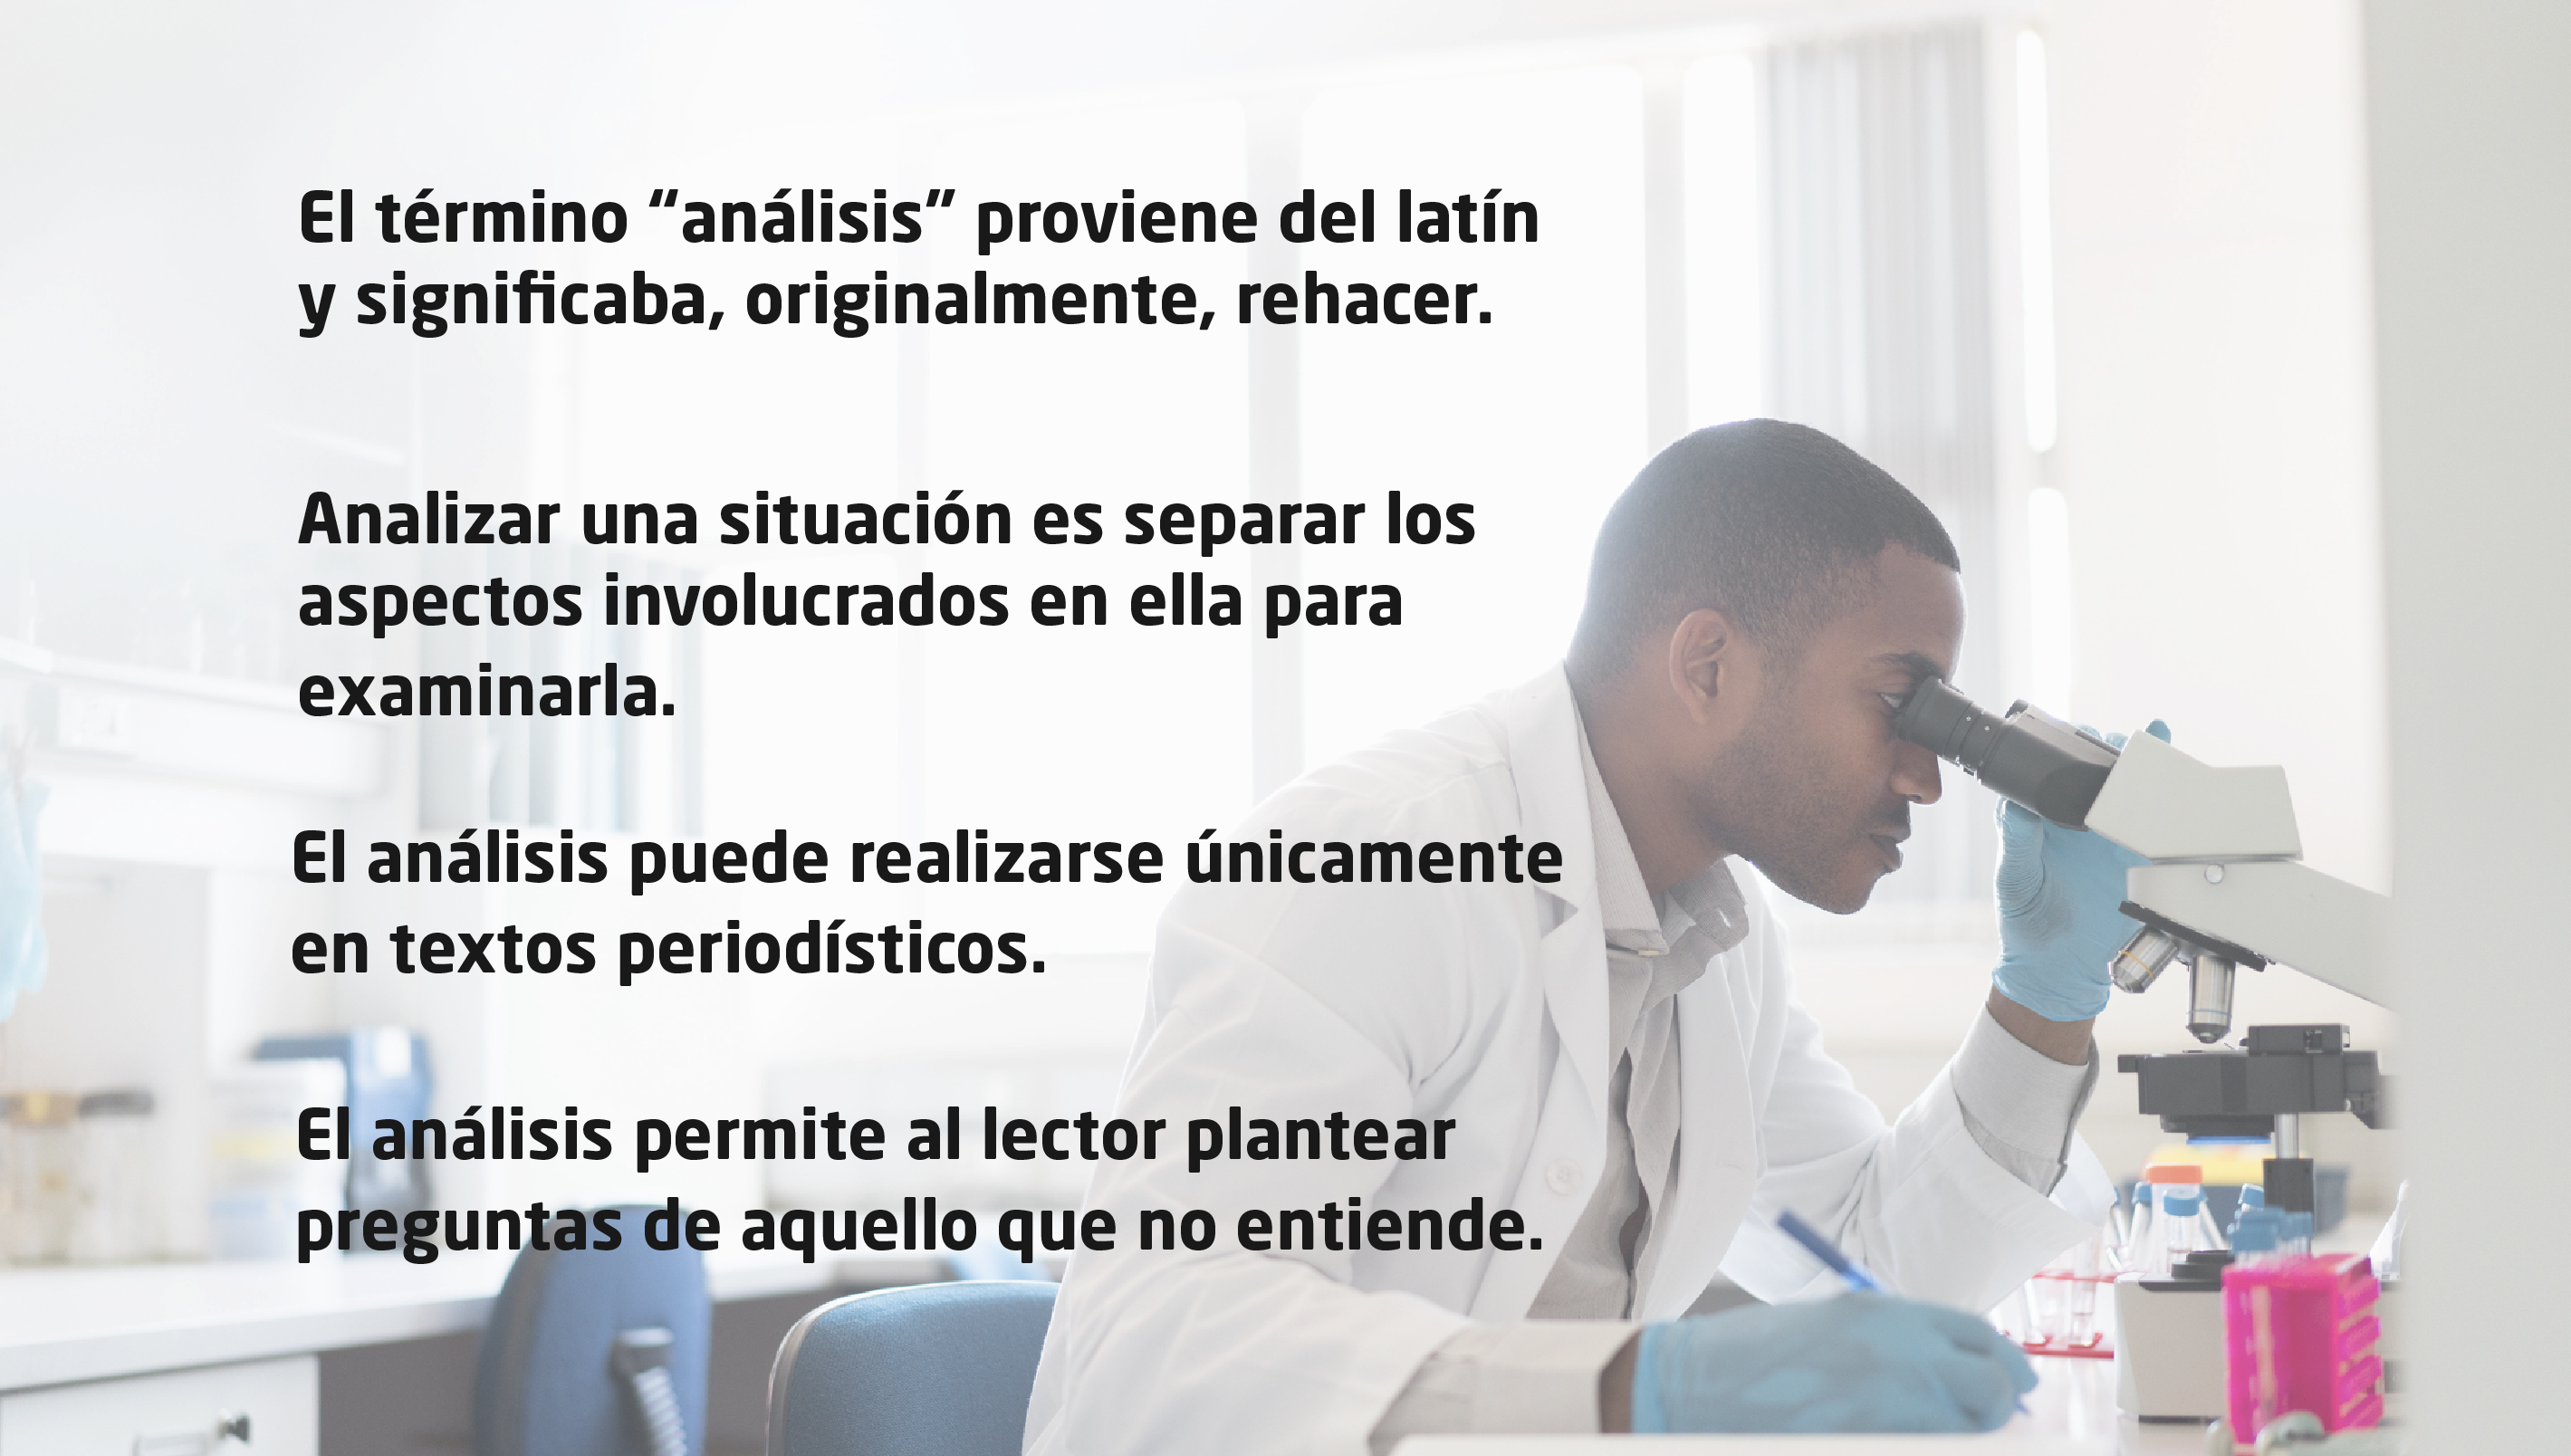 El término “análisis” proviene del latín
y significaba, originalmente, rehacer.
Analizar una situación es separar los
aspectos involucrados en ella para
examinarla.
El análisis puede realizarse únicamente
en textos periodísticos.
El análisis permite al lector plantear
preguntas de aquello que no entiende.